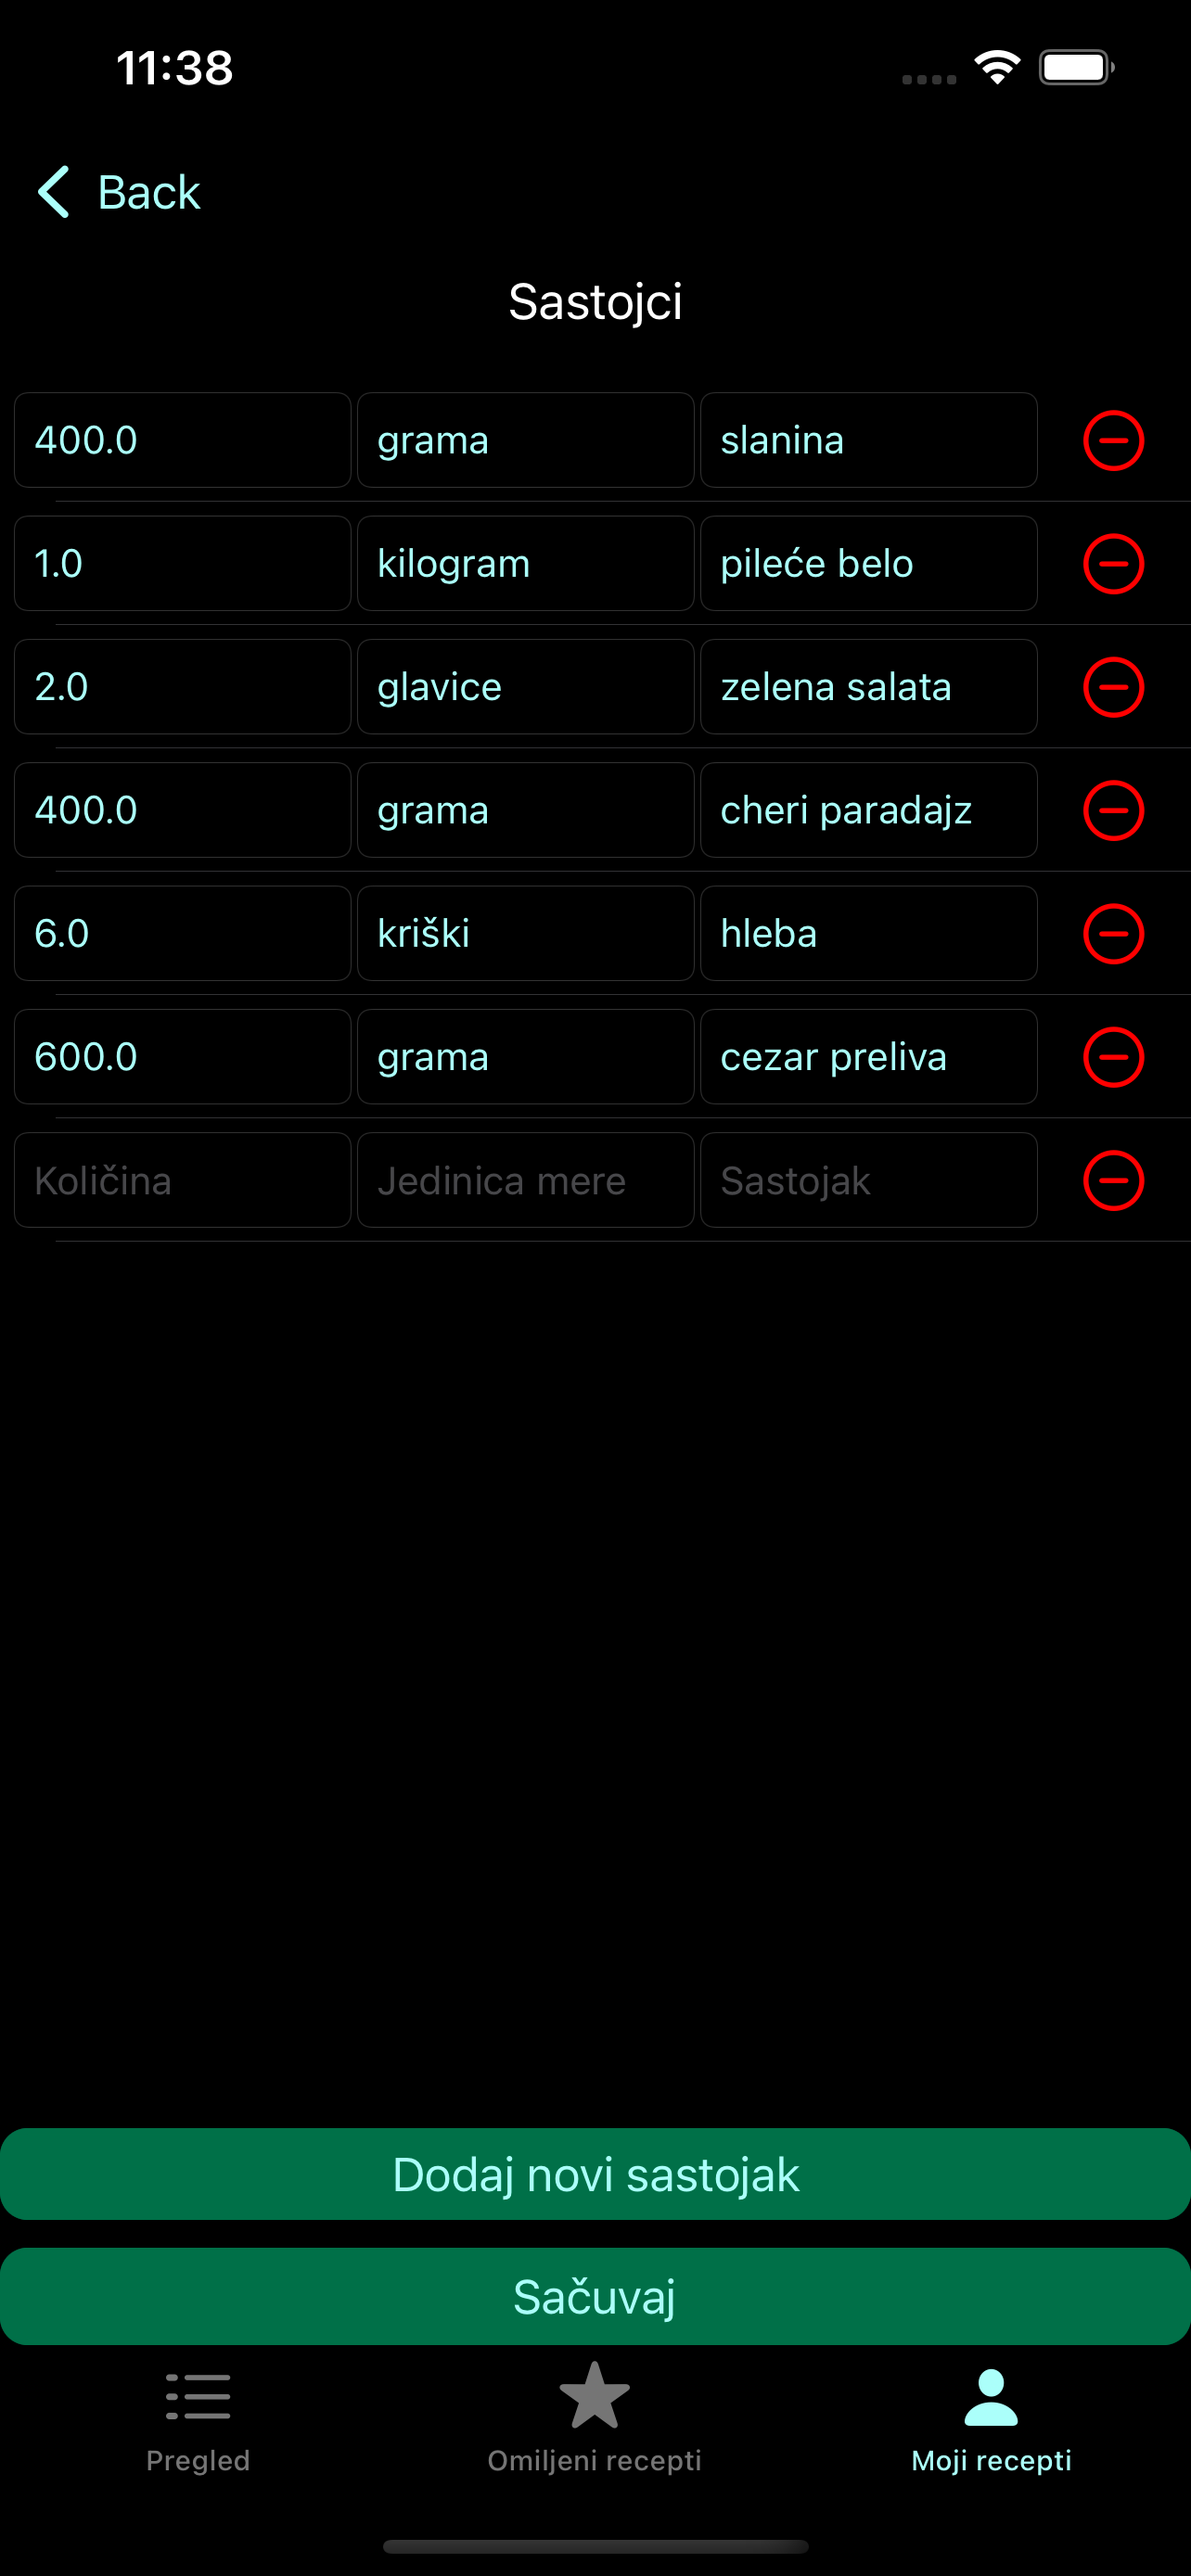 11:38
Back
Sastojci
400.0 grama slanina
1.0 kilogram pileće belo
2.0 glavice zelena salata
400.0 grama cheri paradajz
6.0 kriški hleba
600.0 grama cezar preliva
Količina Jedinica mere Sastojak
Dodaj novi sastojak
Sačuvaj
Pregled Omiljeni recepti Moji recepti